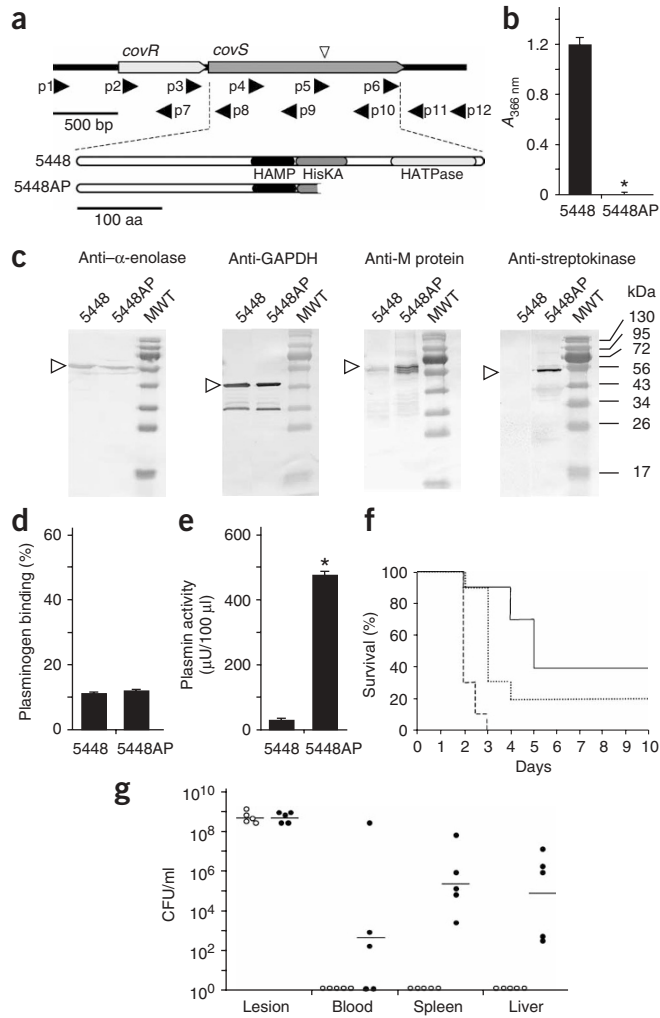 a
covR covS
p1 p2 p3 p4 p5 p6
p7 p8 p9 p10 p11 p12
500 bp
5448
HAMP HisKA HATPase
5448AP
100 aa
b
A366 nm
1.2
0.8
0.4
0
*
5448 5448AP
c
Anti–α-enolase Anti-GAPDH Anti-M protein Anti-streptokinase
5448 5448AP MWT 5448 5448AP MWT 5448 5448AP MWT 5448 5448AP MWT
kDa
130
95
72
56
43
34
26
17
d
Plasminogen binding (%)
60
40
20
0
5448 5448AP
e
Plasmin activity
(μU/100 μl)
600
400
200
0
*
5448 5448AP
f
Survival (%)
100
80
60
40
20
0
0 1 2 3 4 5 6 7 8 9 10
Days
g
CFU/ml
10^10
10^8
10^6
10^4
10^2
10^0
Lesion Blood Spleen Liver